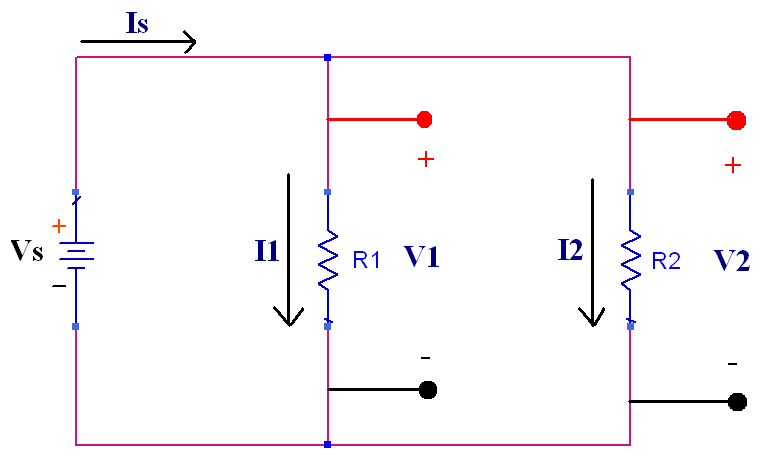 Is
+
+
+
Vs
I1
R1
V1
I2
R2
V2
-
-
-